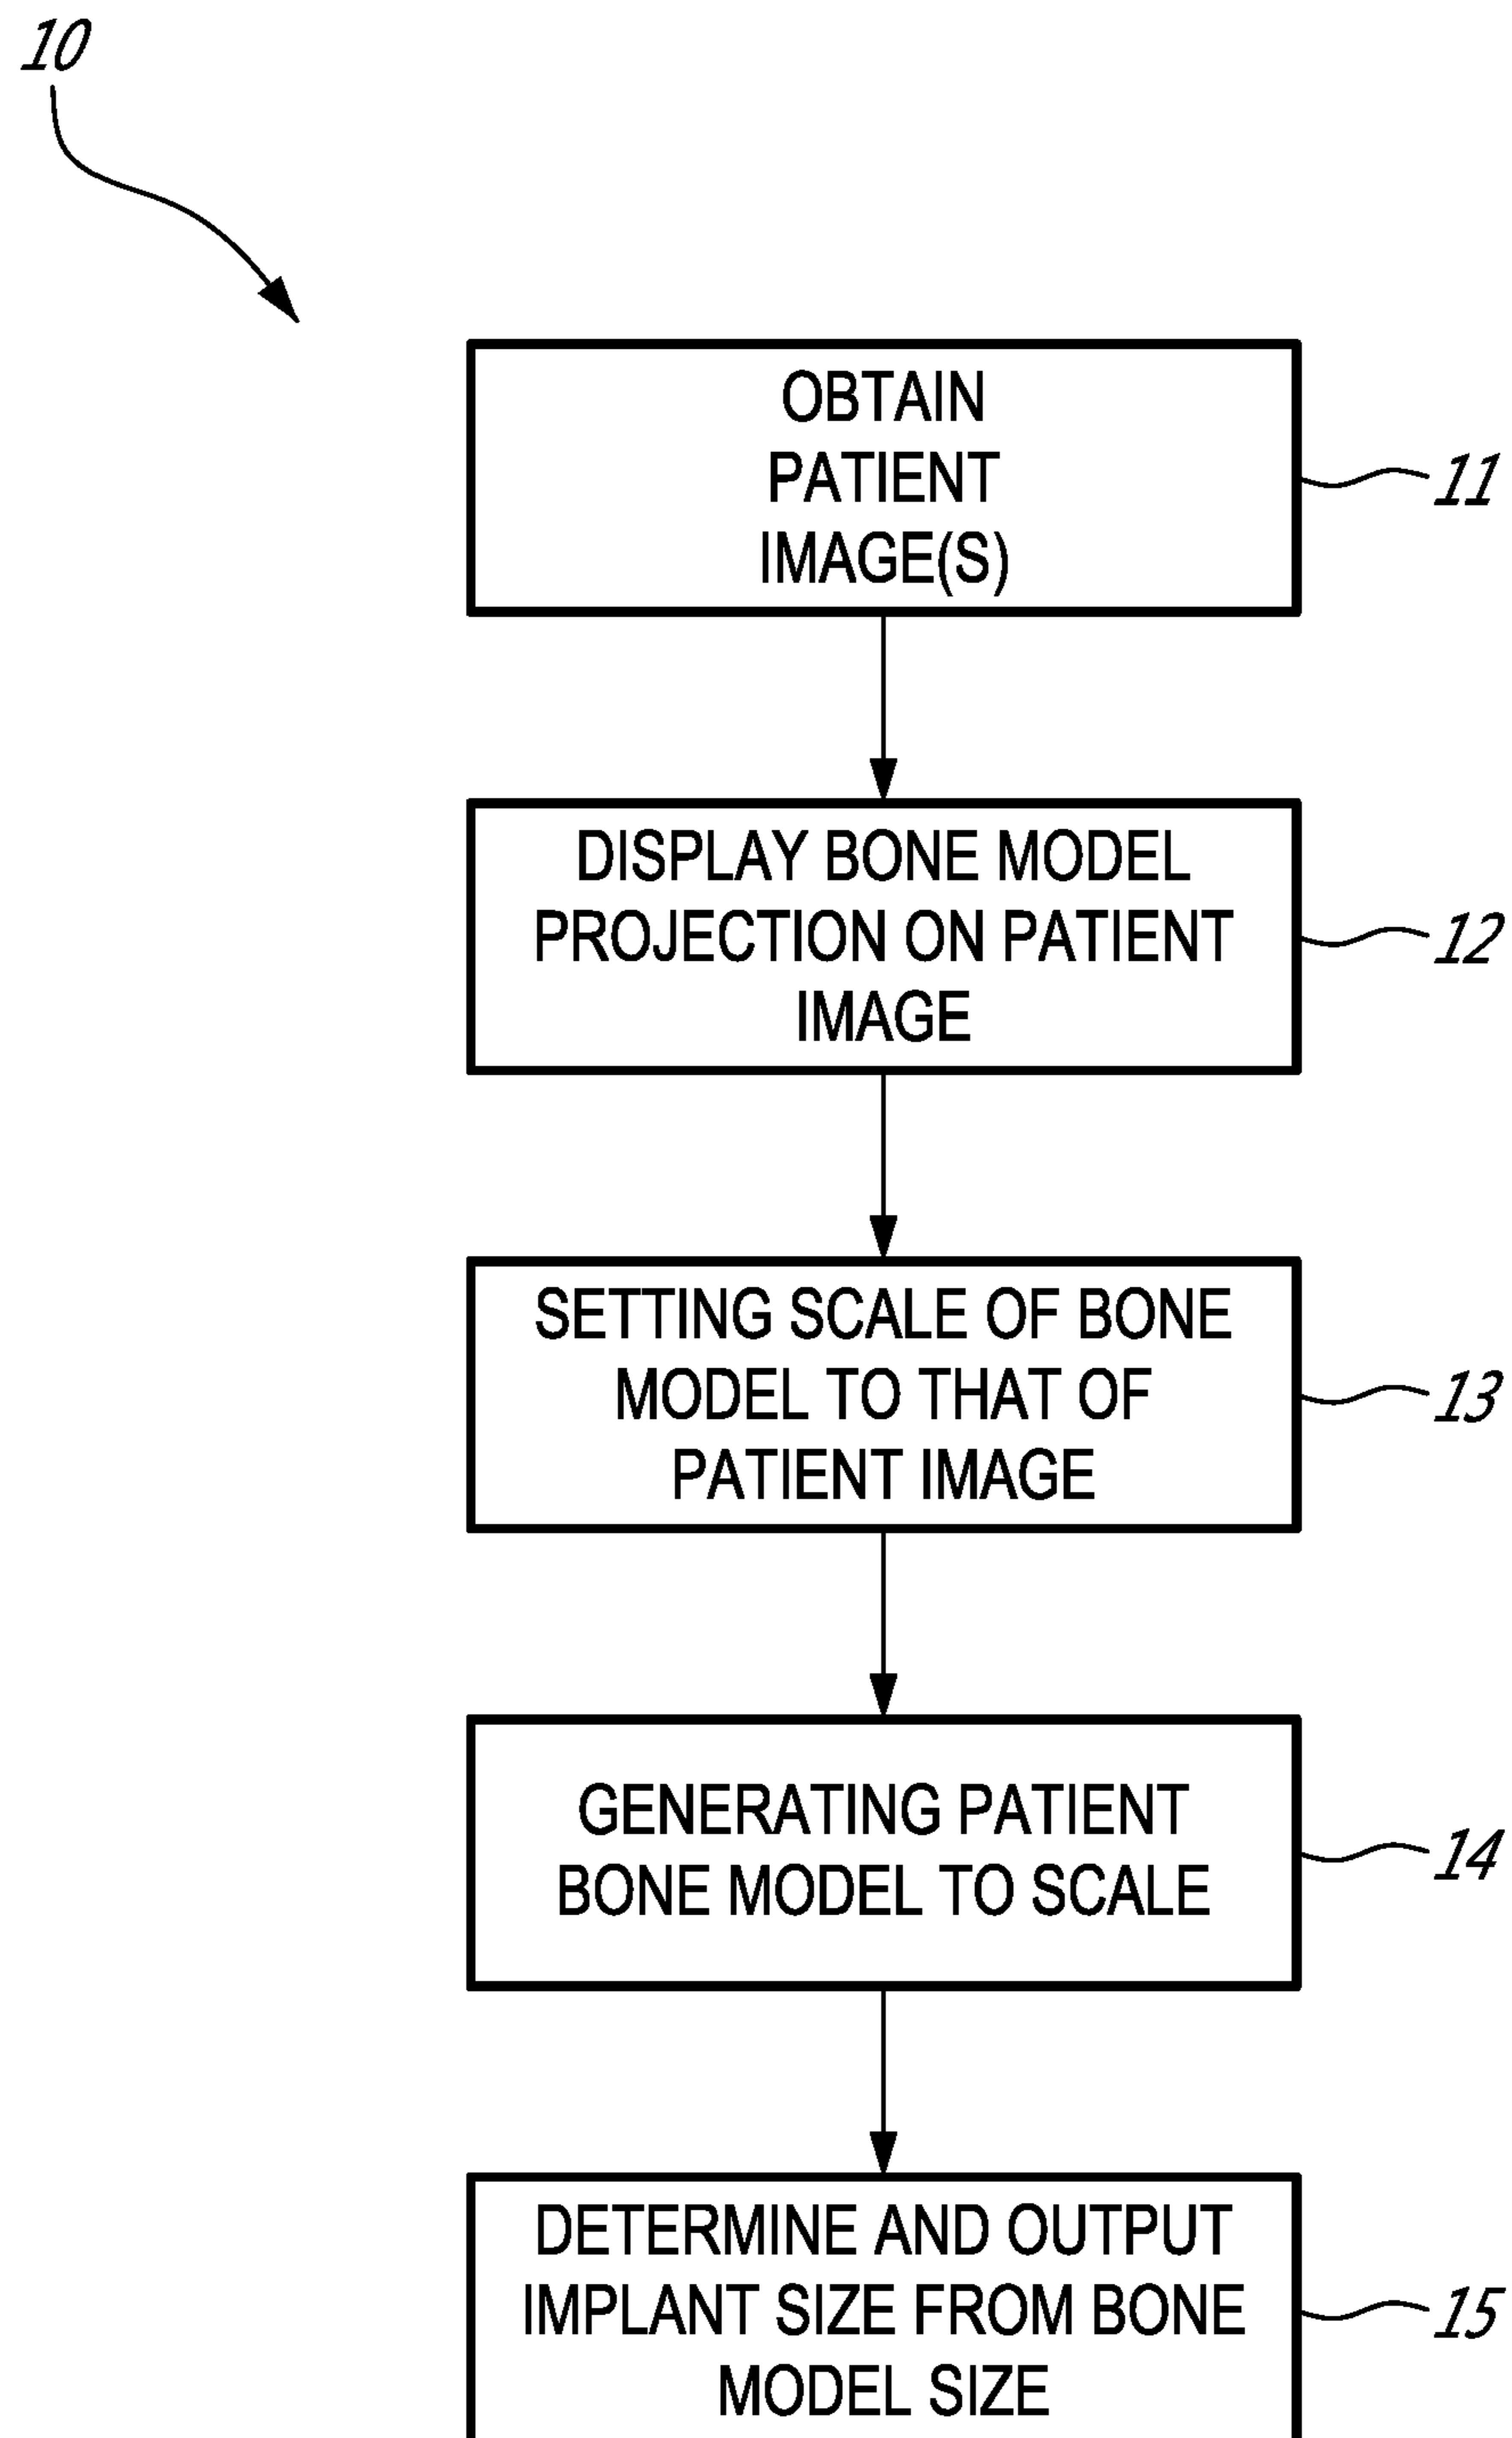 10
OBTAIN
PATIENT
IMAGE(S)
11
DISPLAY BONE MODEL
PROJECTION ON PATIENT
IMAGE
12
SETTING SCALE OF BONE
MODEL TO THAT OF
PATIENT IMAGE
13
GENERATING PATIENT
BONE MODEL TO SCALE
14
DETERMINE AND OUTPUT
IMPLANT SIZE FROM BONE
MODEL SIZE
15